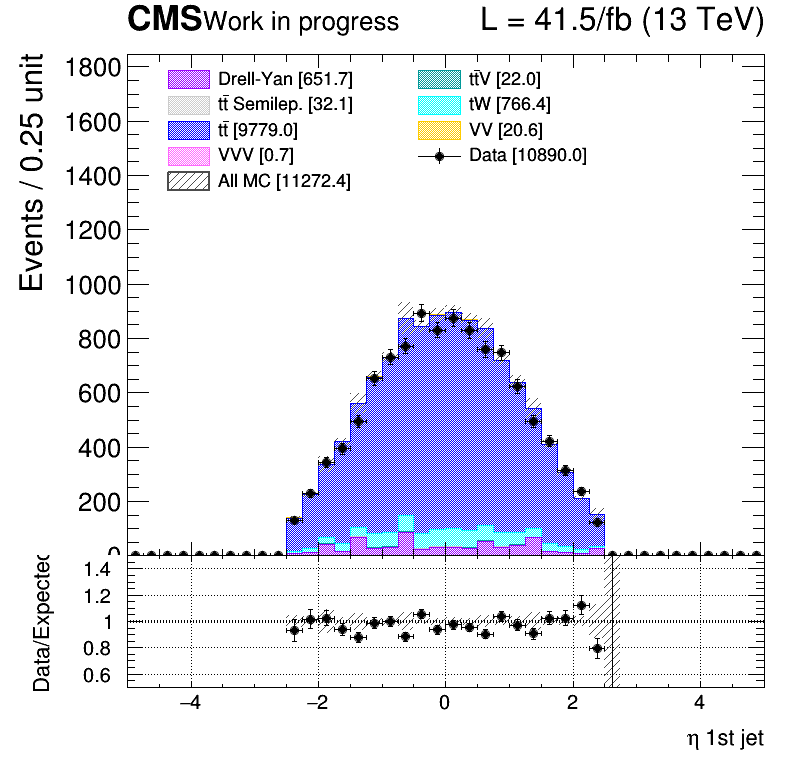 CMS Work in progress L = 41.5/fb (13 TeV)
Events / 0.25 unit
1800
1600
1400
1200
1000
800
600
400
200
0
Drell-Yan [651.7]
tt̄ Semilep. [32.1]
tt̄ [9779.0]
VVV [0.7]
All MC [11272.4]
tt̄V [22.0]
tW [766.4]
VV [20.6]
Data [10890.0]
Data/Expected
1.4
1.2
1
0.8
0.6
−4 −2 0 2 4
η 1st jet